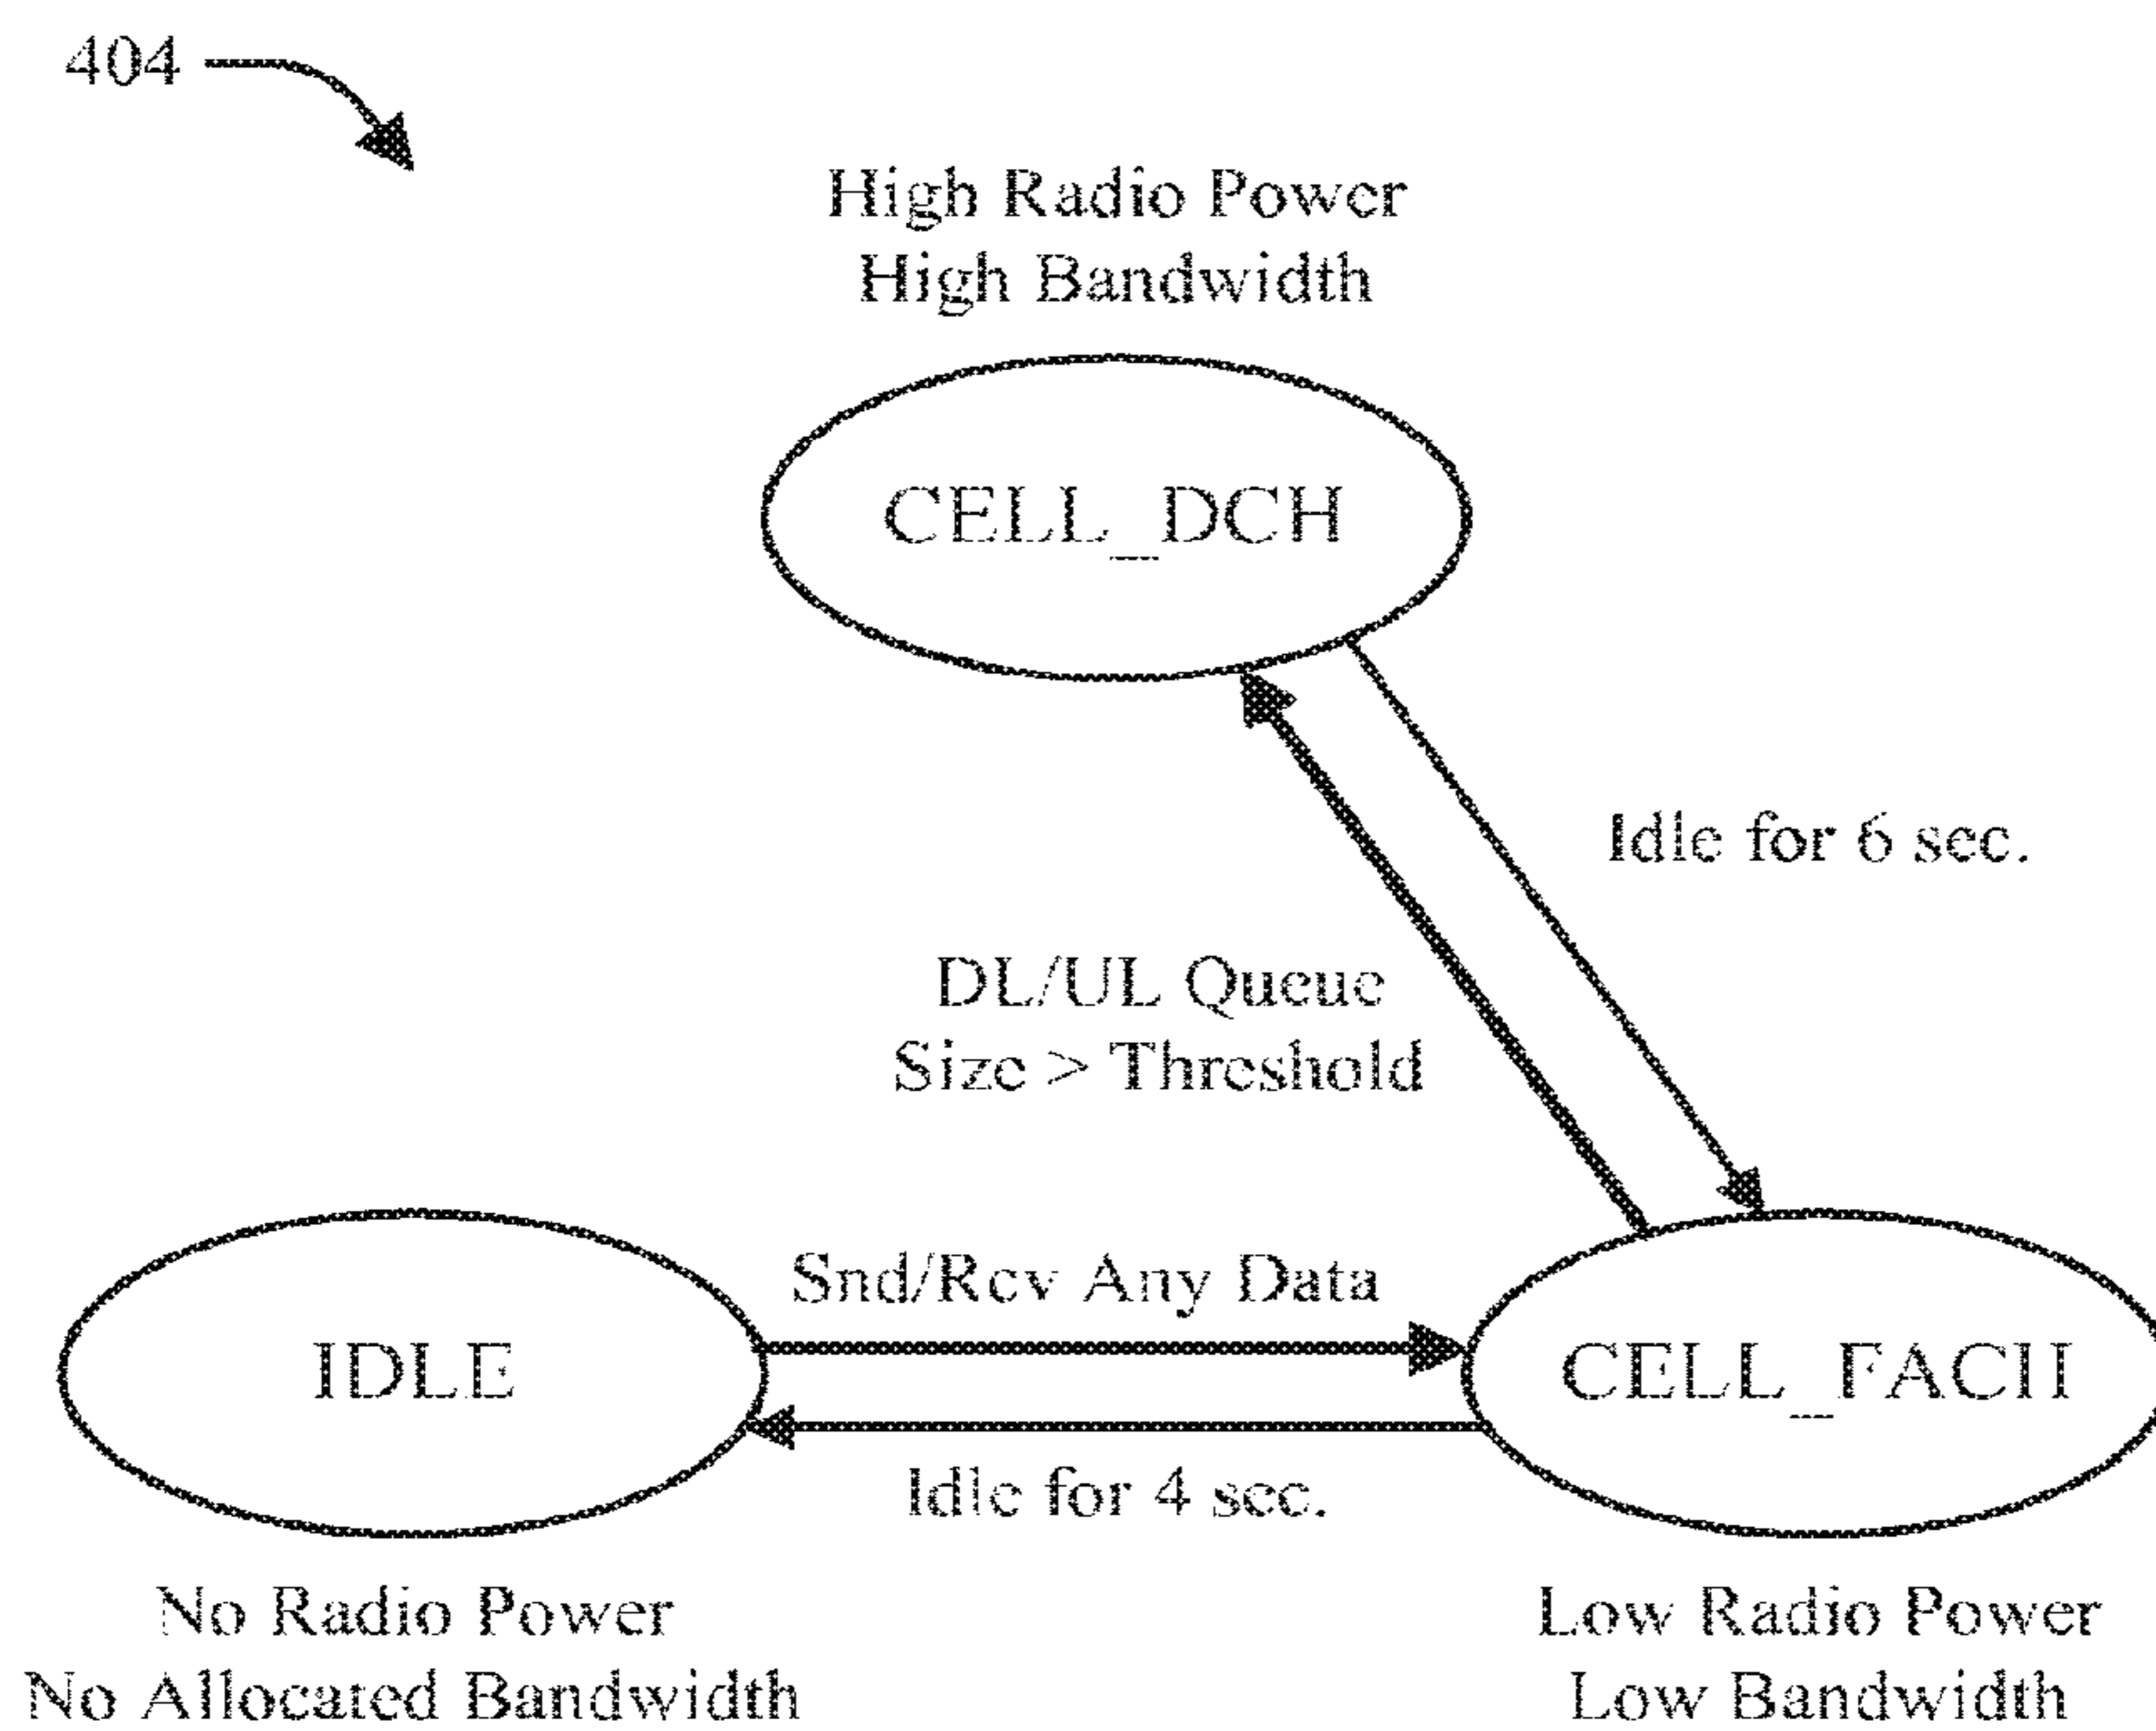 404
High Radio Power
High Bandwidth
CELL_DCH
Idle for 6 sec.
DL/UL Queue
Size > Threshold
Snd/Rcv Any Data
IDLE
CELL_FACH
Idle for 4 sec.
No Radio Power
No Allocated Bandwidth
Low Radio Power
Low Bandwidth